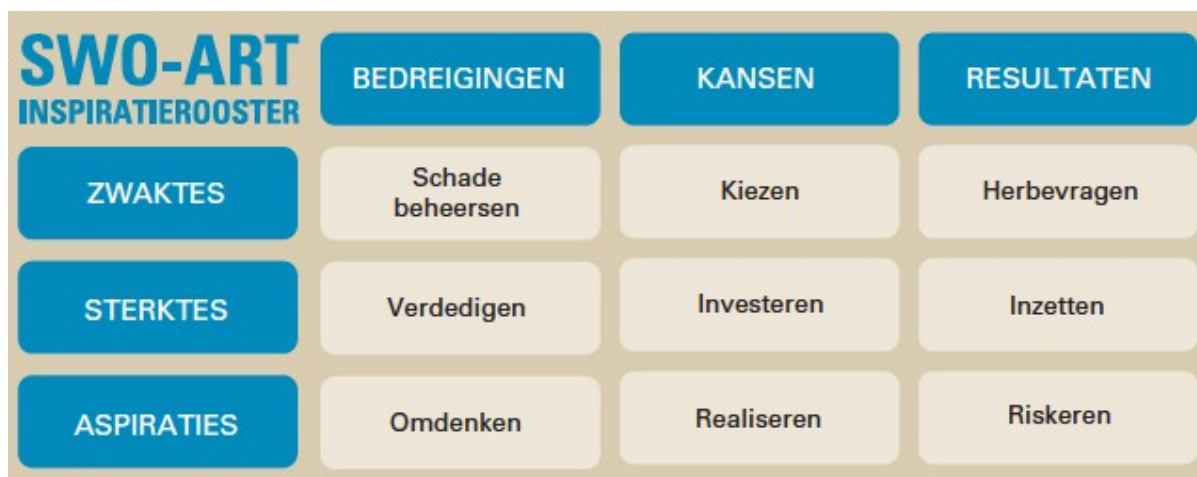 SWO-ART
INSPIRATIEROOSTER
BEDREIGINGEN
KANSEN
RESULTATEN
ZWAKTES
Schade
beheersen
Kiezen
Herbevragen
STERKTES
Verdedigen
Investeren
Inzetten
ASPIRATIES
Omdenken
Realiseren
Riskeren